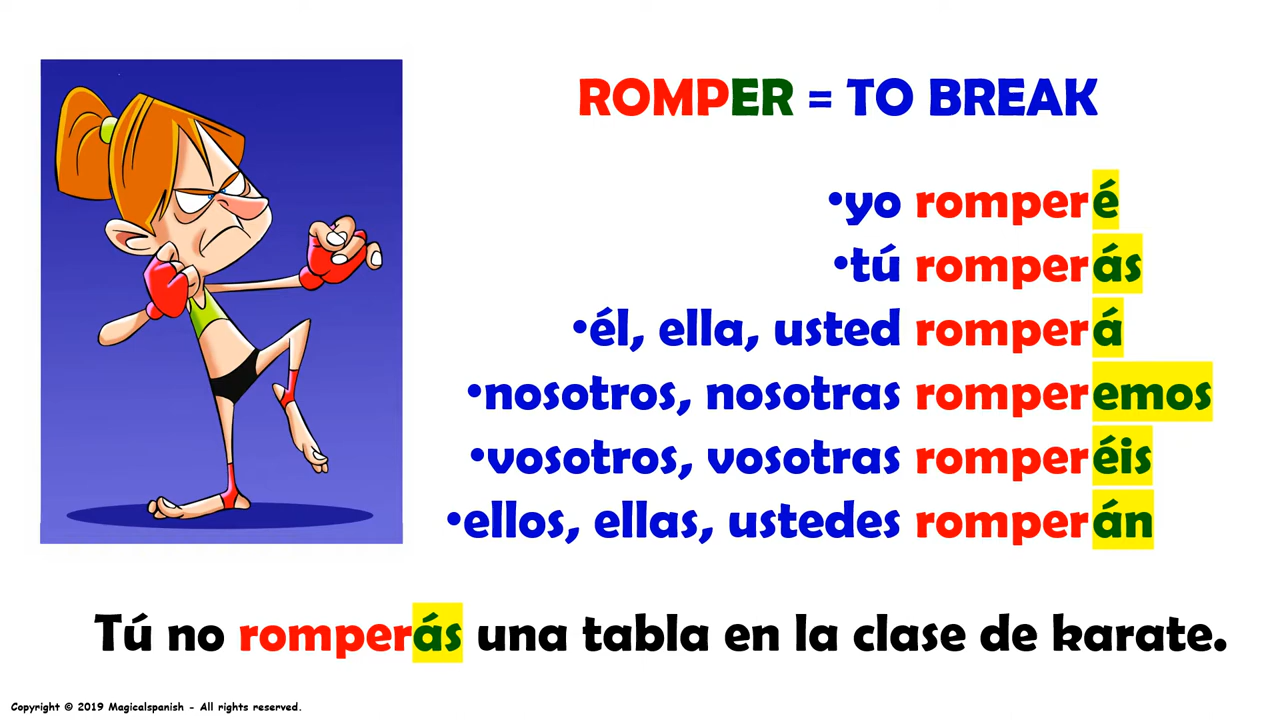 ROMPER = TO BREAK
•yo romperé
•tú romperás
•él, ella, usted romperá
•nosotros, nosotras romperemos
•vosotros, vosotras romperéis
•ellos, ellas, ustedes romperán
Tú no romperás una tabla en la clase de karate.
Copyright © 2019 Magicalspanish - All rights reserved.